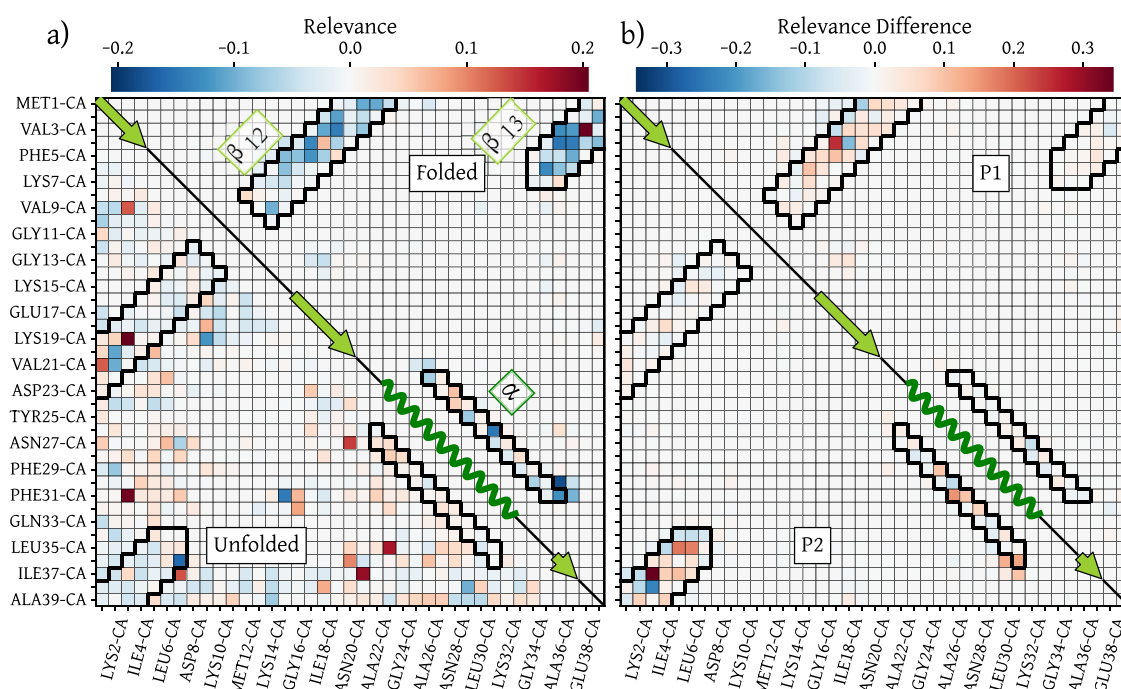 a)
Relevance
−0.2 −0.1 0.0 0.1 0.2
b)
Relevance Difference
−0.3 −0.2 −0.1 0.0 0.1 0.2 0.3
MET1-CA
VAL3-CA
PHE5-CA
LYS7-CA
VAL9-CA
GLY11-CA
GLY13-CA
LYS15-CA
GLU17-CA
LYS19-CA
VAL21-CA
ASP23-CA
TYR25-CA
ASN27-CA
PHE29-CA
PHE31-CA
GLN33-CA
LEU35-CA
ILE37-CA
ALA39-CA
β 12
β 13
Folded
α
Unfolded
P1
P2
LYS2-CA
ILE4-CA
LEU6-CA
ASP8-CA
LYS10-CA
MET12-CA
LYS14-CA
GLY16-CA
ILE18-CA
ASN20-CA
ALA22-CA
GLY24-CA
ALA26-CA
ASN28-CA
LEU30-CA
LYS32-CA
GLY34-CA
ALA36-CA
GLU38-CA
LYS2-CA
ILE4-CA
LEU6-CA
ASP8-CA
LYS10-CA
MET12-CA
LYS14-CA
GLY16-CA
ILE18-CA
ASN20-CA
ALA22-CA
GLY24-CA
ALA26-CA
ASN28-CA
LEU30-CA
LYS32-CA
GLY34-CA
ALA36-CA
GLU38-CA